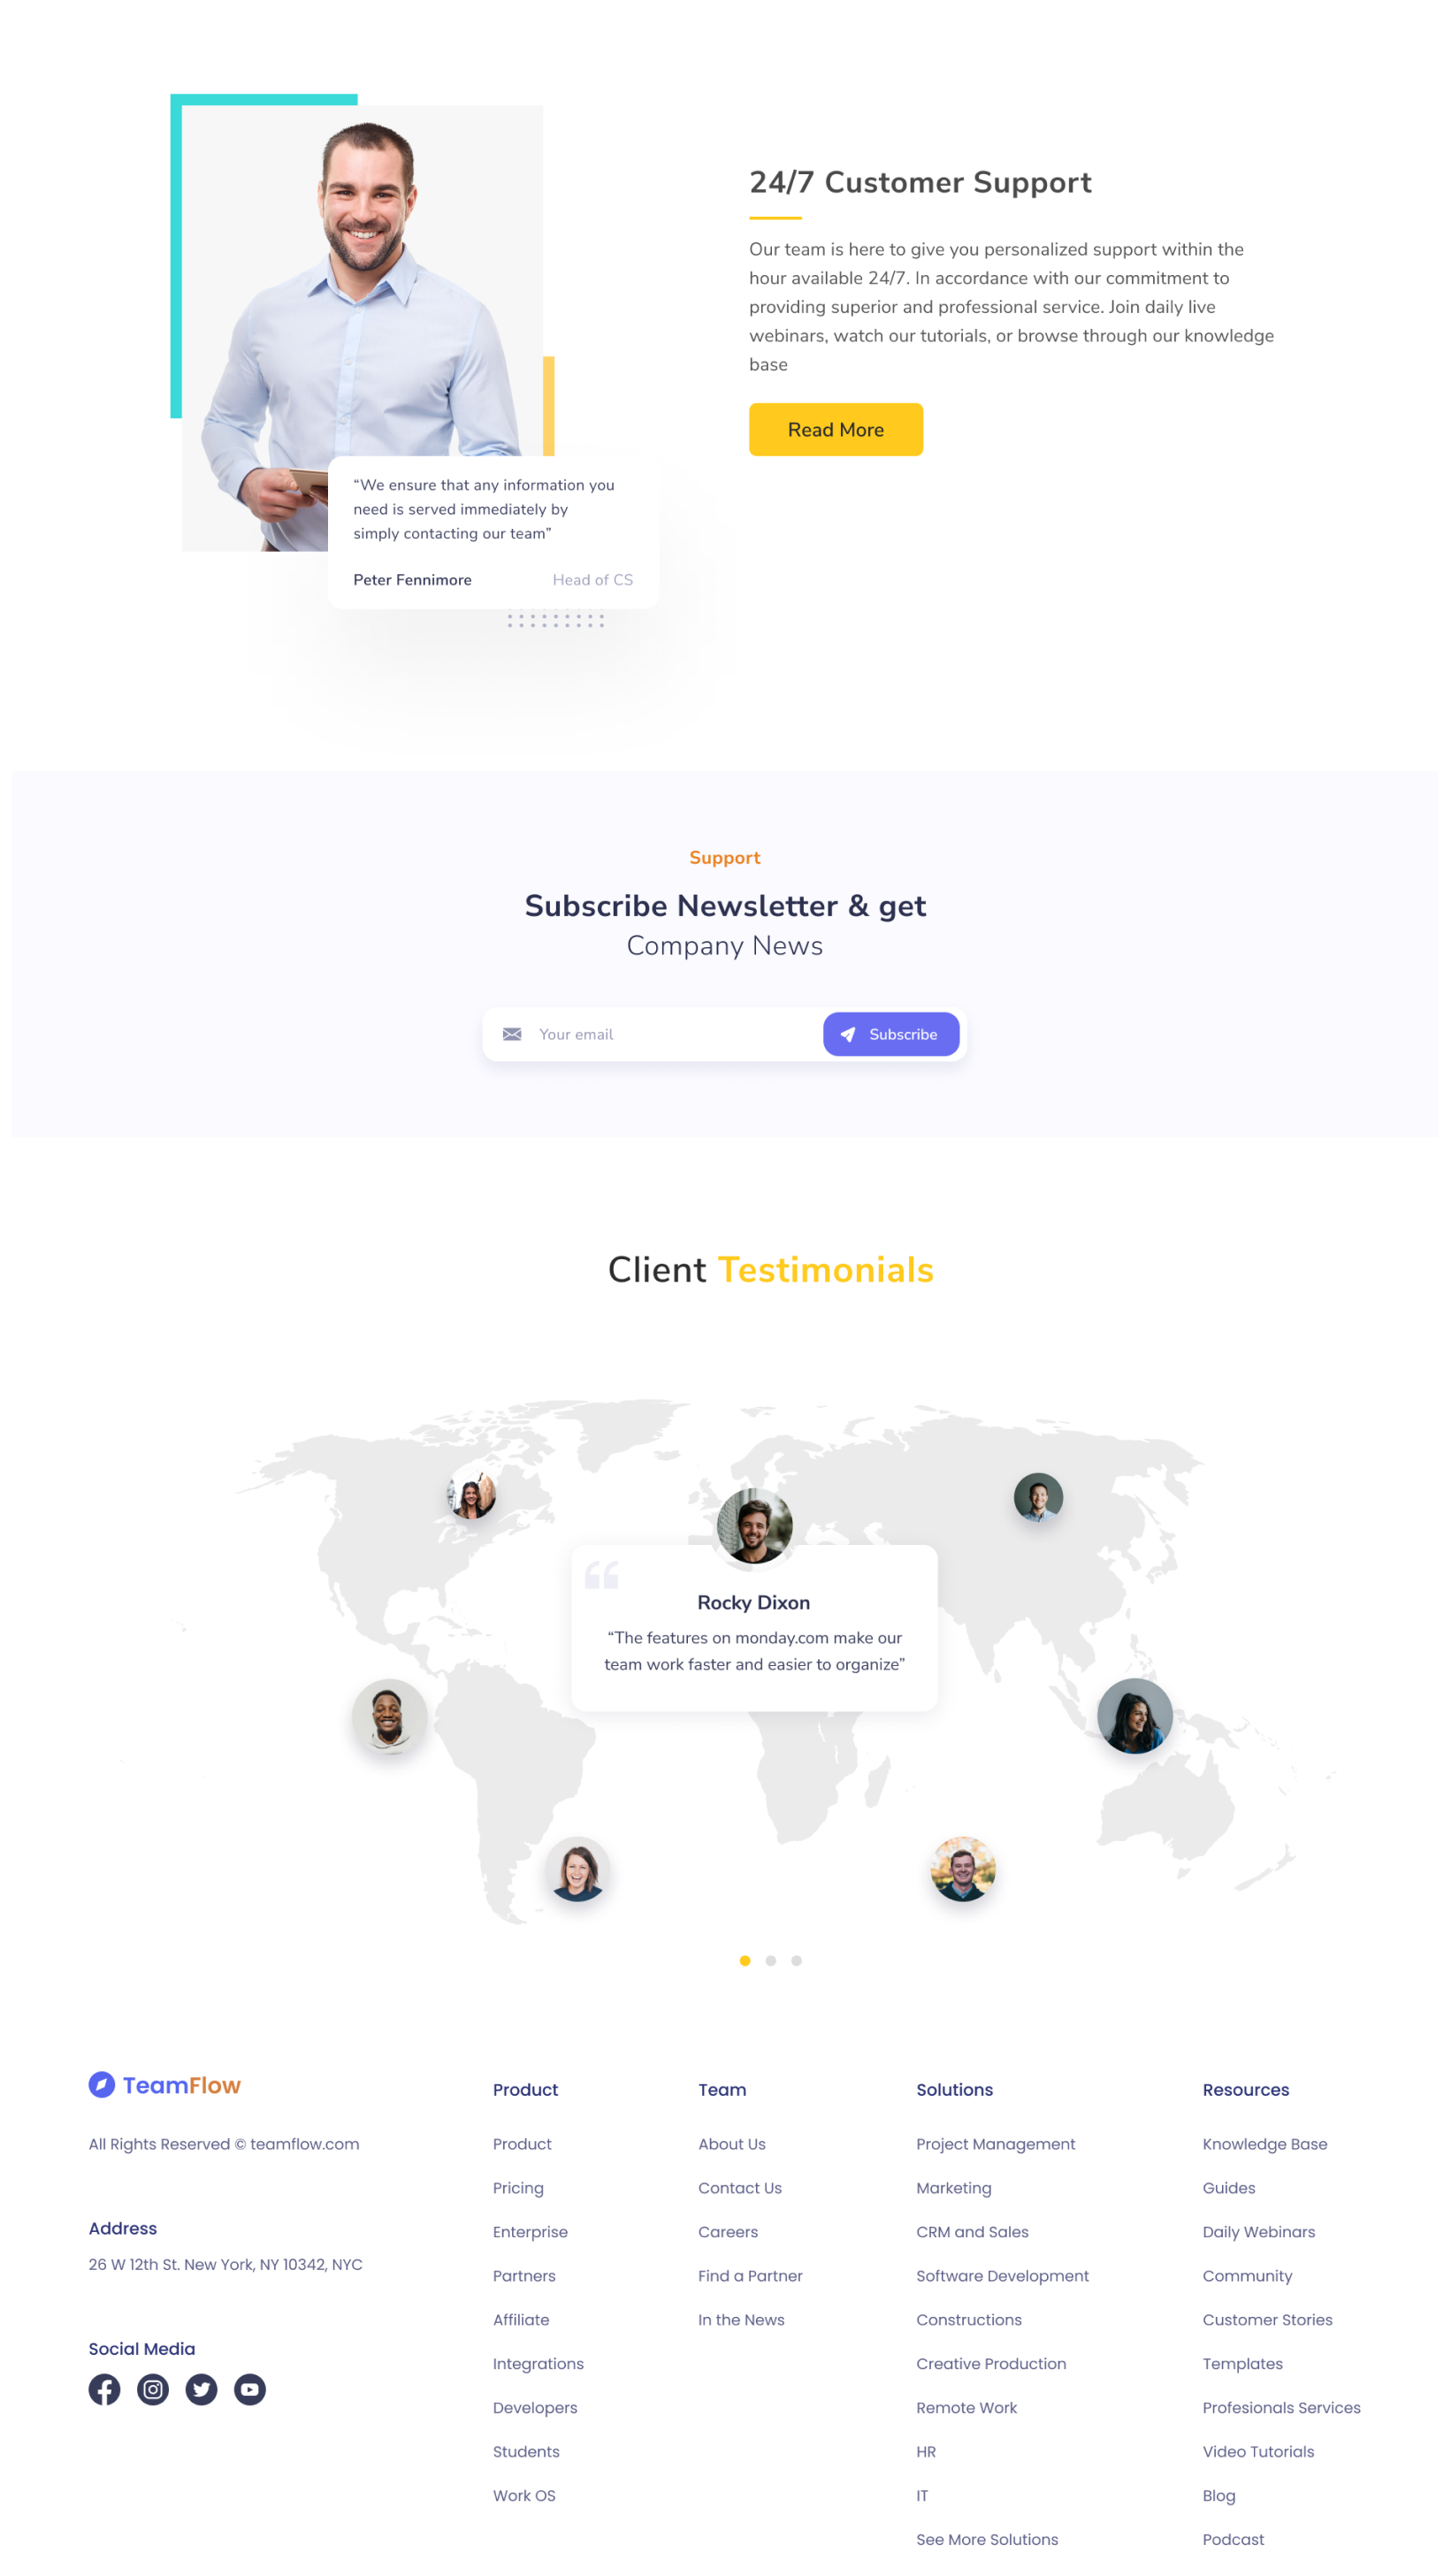 24/7 Customer Support
Our team is here to give you personalized support within the
hour available 24/7. In accordance with our commitment to
providing superior and professional service. Join daily live
webinars, watch our tutorials, or browse through our knowledge
base
Read More
“We ensure that any information you
need is served immediately by
simply contacting our team”
Peter Fennimore Head of CS
Support
Subscribe Newsletter & get
Company News
Your email Subscribe
Client Testimonials
Rocky Dixon
“The features on monday.com make our
team work faster and easier to organize”
TeamFlow
All Rights Reserved © teamflow.com
Address
26 W 12th St. New York, NY 10342, NYC
Social Media
Product
Product
Pricing
Enterprise
Partners
Affiliate
Integrations
Developers
Students
Work OS
Team
About Us
Contact Us
Careers
Find a Partner
In the News
Solutions
Project Management
Marketing
CRM and Sales
Software Development
Constructions
Creative Production
Remote Work
HR
IT
See More Solutions
Resources
Knowledge Base
Guides
Daily Webinars
Community
Customer Stories
Templates
Profesionals Services
Video Tutorials
Blog
Podcast